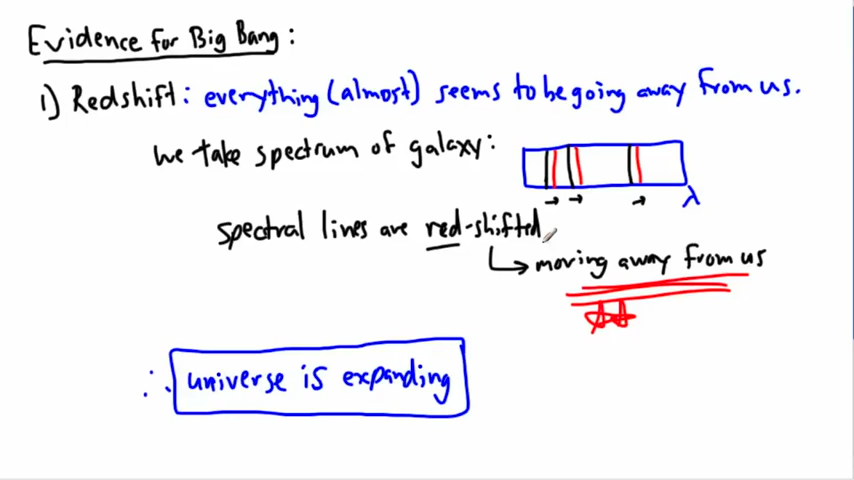 Evidence for Big Bang:
1) Redshift: everything (almost) seems to be going away from us.
We take spectrum of galaxy:
λ
spectral lines are red-shifted
moving away from us
∴ universe is expanding